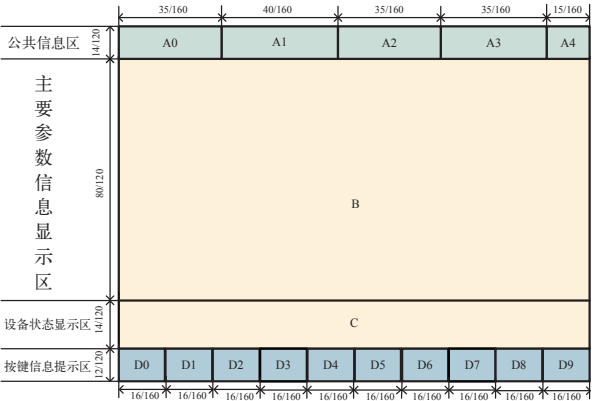 35/160 40/160 35/160 35/160 15/160
公共信息区 14/120 A0 A1 A2 A3 A4
主要参数信息显示区 80/120 B
设备状态显示区 14/120 C
按键信息提示区 12/120 D0 D1 D2 D3 D4 D5 D6 D7 D8 D9
16/160 16/160 16/160 16/160 16/160 16/160 16/160 16/160 16/160 16/160